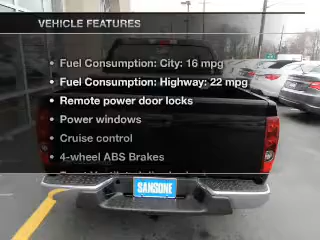 VEHICLE FEATURES
Fuel Consumption: City: 16 mpg
Fuel Consumption: Highway: 22 mpg
Remote power door locks
Power windows
Cruise control
4-wheel ABS Brakes
SANSONE